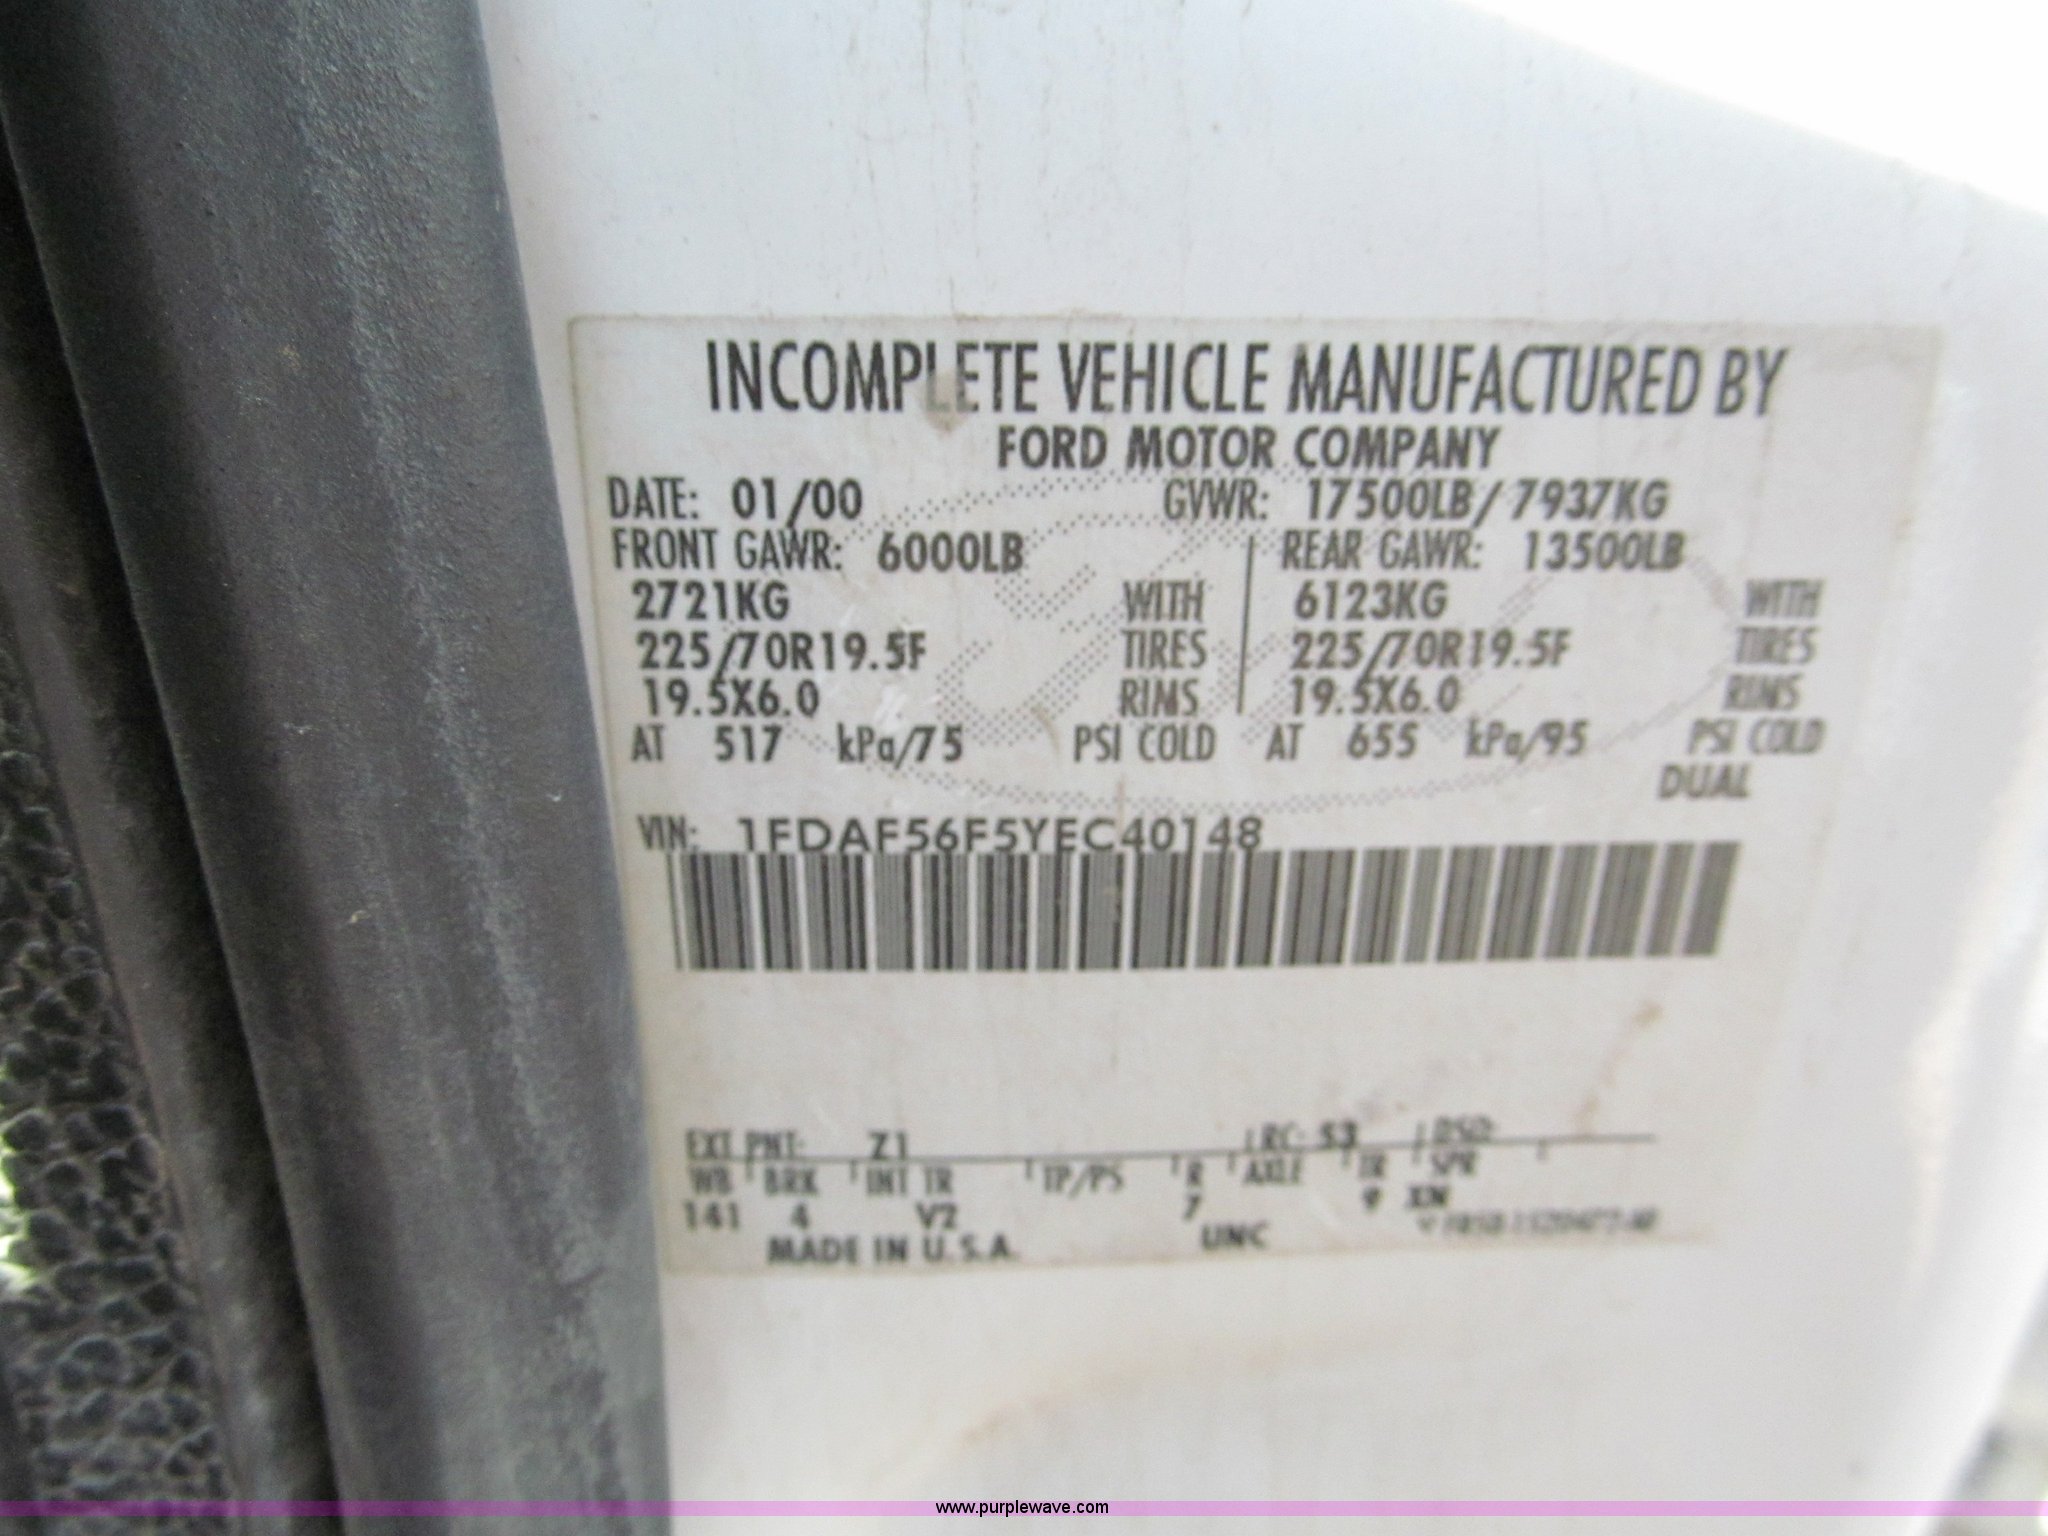 INCOMPLETE VEHICLE MANUFACTURED BY
FORD MOTOR COMPANY
DATE: 01/00 GVWR: 17500LB/7937KG
FRONT GAWR: 6000LB REAR GAWR: 13500LB
2721KG WITH 6123KG WITH
225/70R19.5F TIRES 225/70R19.5F TIRES
19.5X6.0 RIMS 19.5X6.0 RIMS
AT 517 kPa/75 PSI COLD AT 655 kPa/95 PSI COLD
DUAL
VIN: 1FDAF56F5YEC40148
EXT PNT: Z1 RC: 53 DSO:
WB BRK INT TR TP/PS R AXLE TR SPR
141 4 V2 7 9 XN
MADE IN U.S.A. UNC
www.purplewave.com